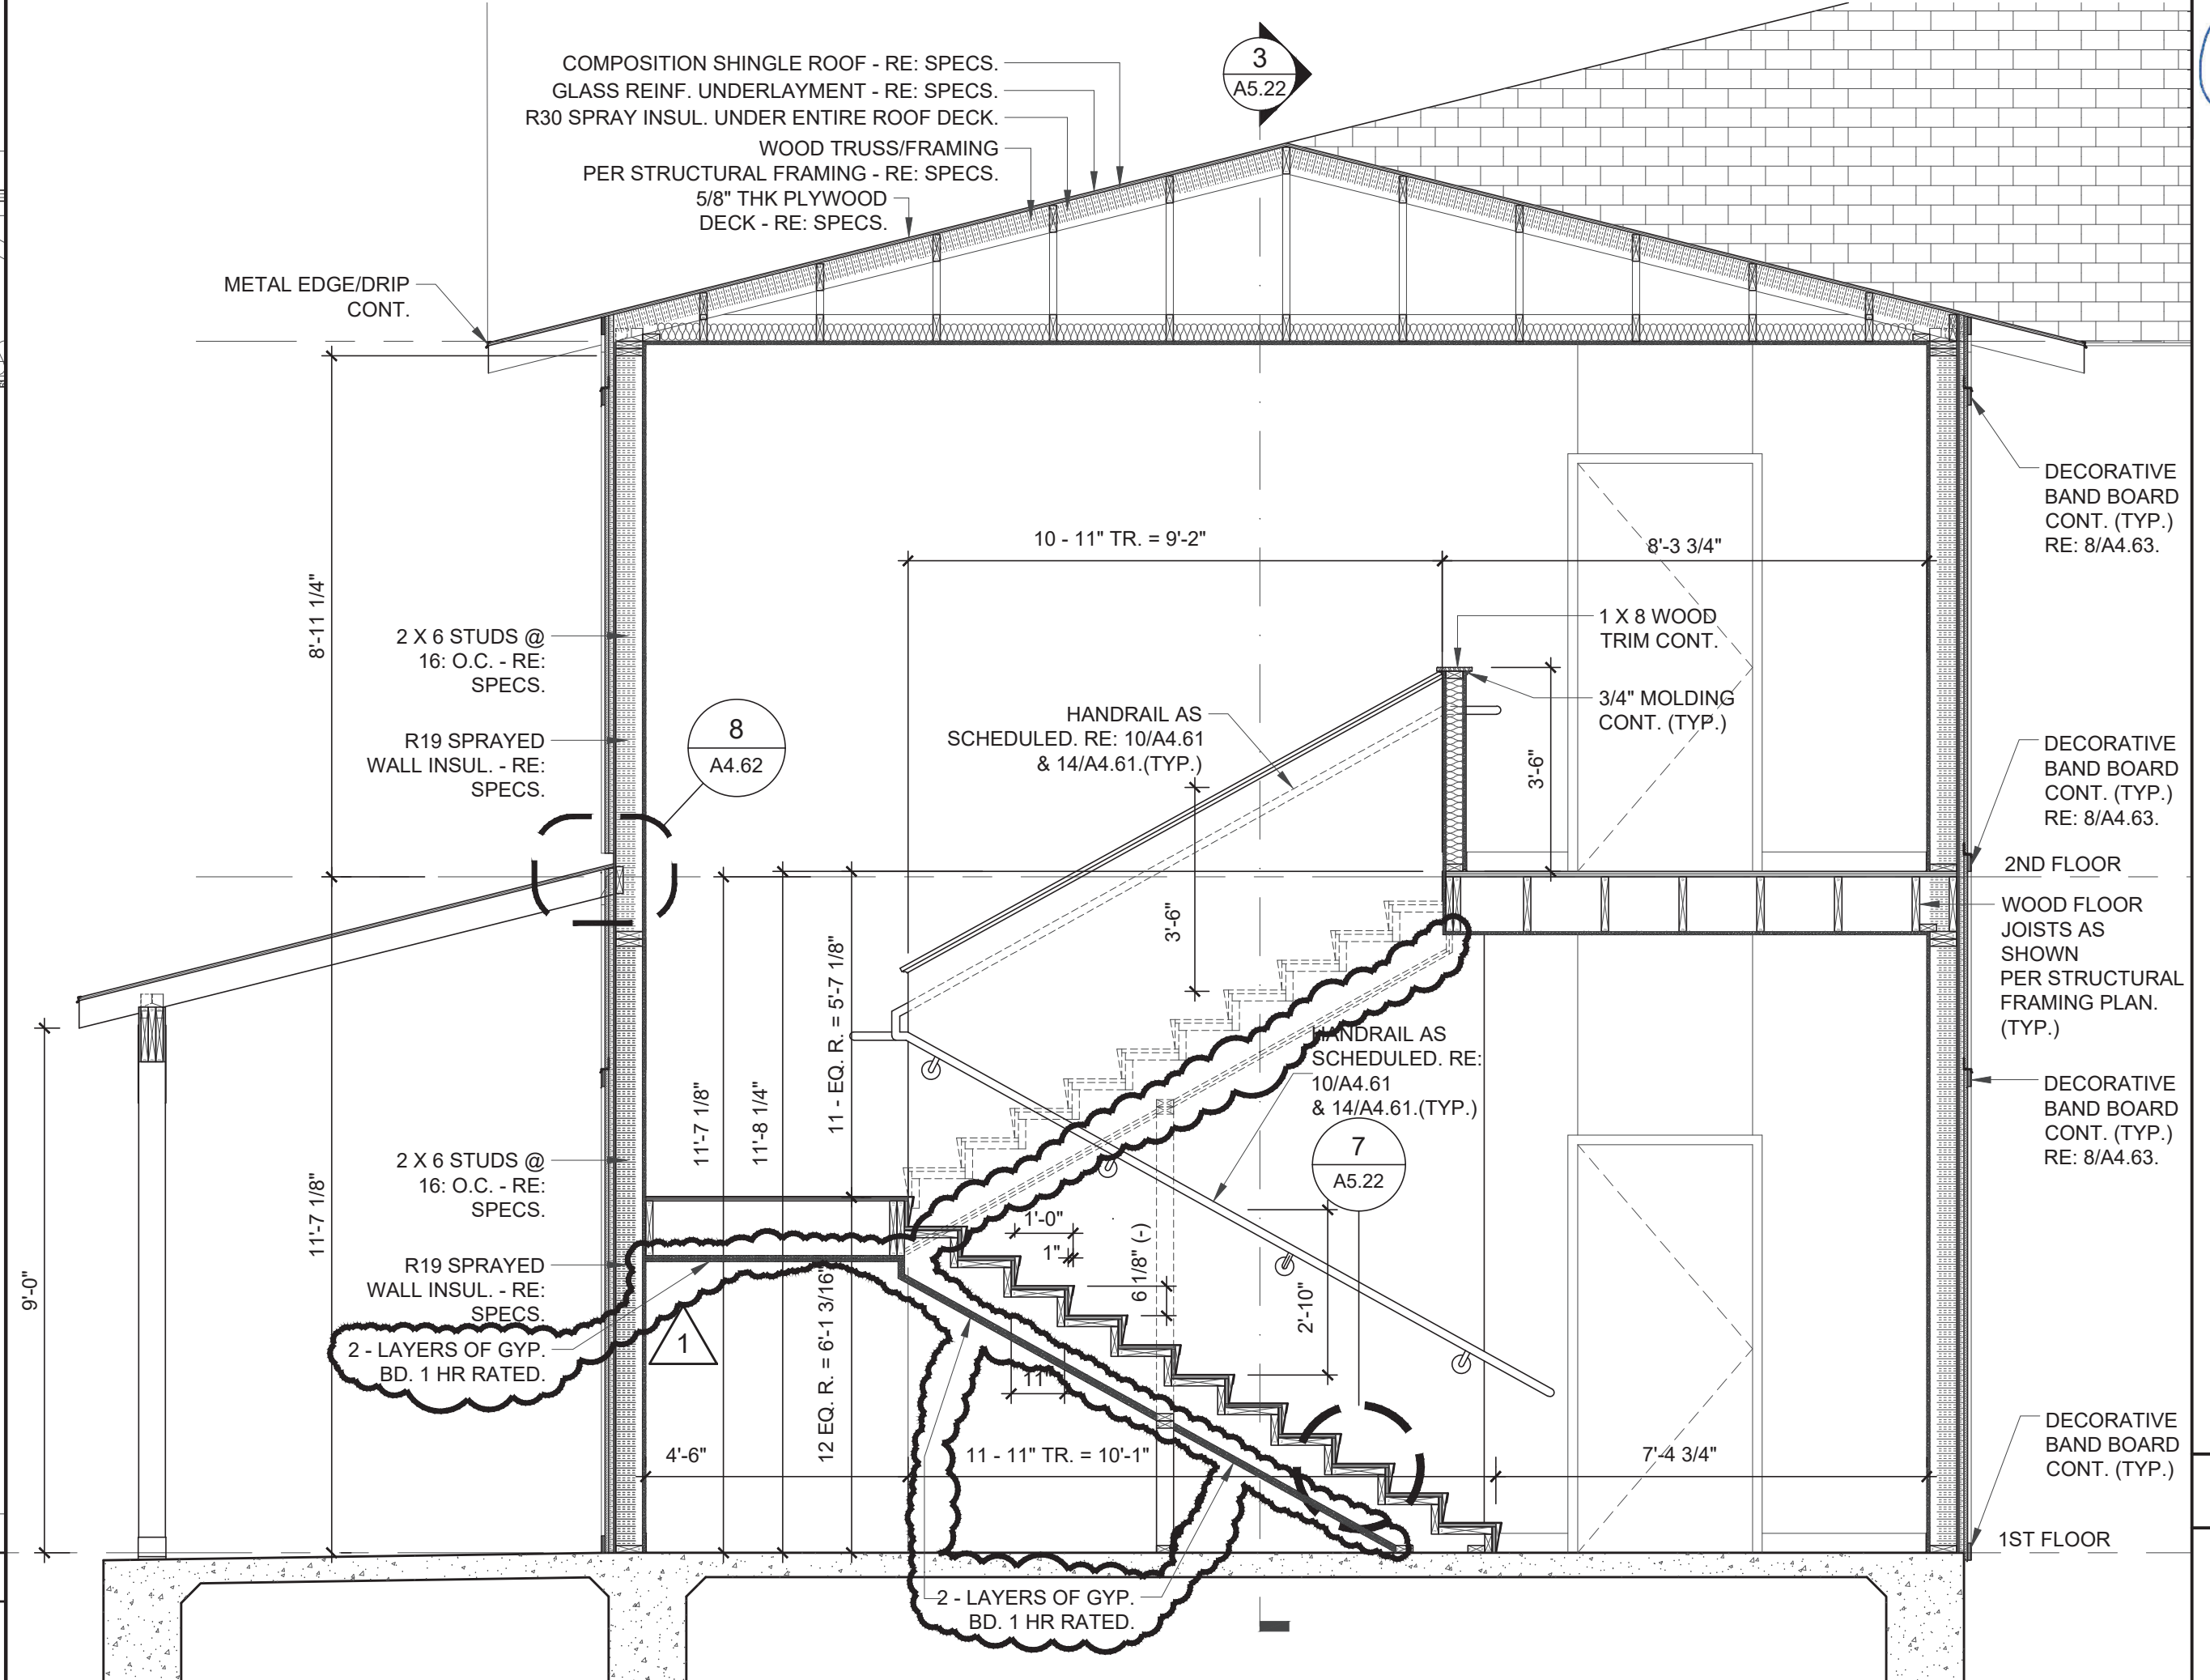 3
A5.22
COMPOSITION SHINGLE ROOF - RE: SPECS.
GLASS REINF. UNDERLAYMENT - RE: SPECS.
R30 SPRAY INSUL. UNDER ENTIRE ROOF DECK.
WOOD TRUSS/FRAMING
PER STRUCTURAL FRAMING - RE: SPECS.
5/8" THK PLYWOOD
DECK - RE: SPECS.
METAL EDGE/DRIP
CONT.
DECORATIVE
BAND BOARD
CONT. (TYP.)
RE: 8/A4.63.
10 - 11" TR. = 9'-2"
8'-3 3/4"
8'-11 1/4"
2 X 6 STUDS @
16: O.C. - RE:
SPECS.
1 X 8 WOOD
TRIM CONT.
3/4" MOLDING
CONT. (TYP.)
HANDRAIL AS
SCHEDULED. RE: 10/A4.61
& 14/A4.61.(TYP.)
8
A4.62
R19 SPRAYED
WALL INSUL. - RE:
SPECS.
3'-6"
DECORATIVE
BAND BOARD
CONT. (TYP.)
RE: 8/A4.63.
2ND FLOOR
WOOD FLOOR
JOISTS AS
SHOWN
PER STRUCTURAL
FRAMING PLAN.
(TYP.)
3'-6"
11 - EQ. R. = 5'-7 1/8"
HANDRAIL AS
SCHEDULED. RE:
10/A4.61
& 14/A4.61.(TYP.)
7
A5.22
11'-7 1/8"
11'-8 1/4"
DECORATIVE
BAND BOARD
CONT. (TYP.)
RE: 8/A4.63.
2 X 6 STUDS @
16: O.C. - RE:
SPECS.
11'-7 1/8"
1'-0"
1"
6 1/8" (-)
2'-10"
R19 SPRAYED
WALL INSUL. - RE:
SPECS.
9'-0"
2 - LAYERS OF GYP.
BD. 1 HR RATED.
1
12 EQ. R. = 6'-1 3/16"
11"
4'-6"
11 - 11" TR. = 10'-1"
7'-4 3/4"
DECORATIVE
BAND BOARD
CONT. (TYP.)
1ST FLOOR
2 - LAYERS OF GYP.
BD. 1 HR RATED.